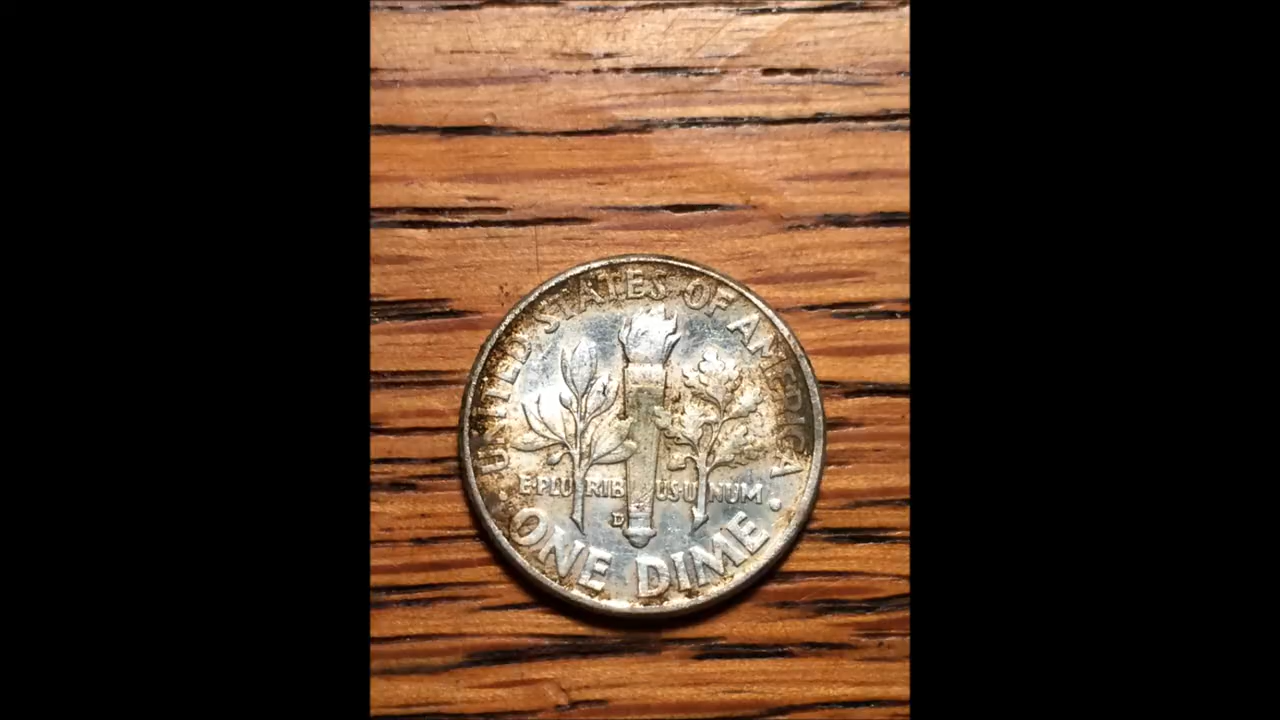 UNITED STATES OF AMERICA
E·PLURIBUS·UNUM
D
· ONE DIME ·